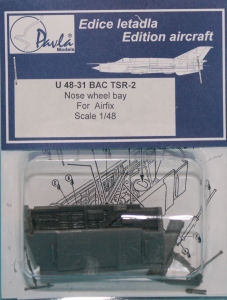 Pavla
Models
Edice letadla
Edition aircraft
U 48-31 BAC TSR-2
Nose wheel bay
For Airfix
Scale 1/48